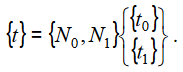 {t} = {N₀, N₁} { {t₀} {t₁} } .